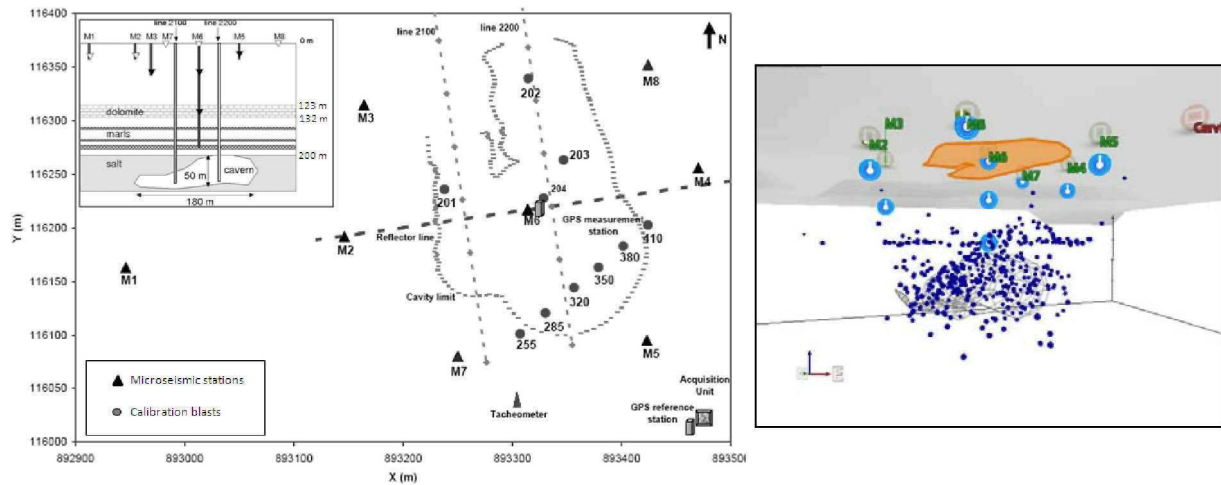 line 2100 line 2200
M1 M2 M3 M7 M6 M5
0 m
dolomite
123 m
132 m
marls
200 m
salt
50 m
cavern
180 m
line 2100
line 2200
N
M8
202
M3
203
M4
201
204
M6
GPS measurement
station
410
Reflector line
M2
380
M1
350
Cavity limit
320
285
255
M5
M7
Microseismic stations
Calibration blasts
Tacheometer
Acquisition
Unit
GPS reference
station
116400
116350
116300
116250
116200
116150
116100
116050
116000
Y (m)
892900 893000 893100 893200 893300 893400 893500
X (m)
M3
M2
M6
M5
M4
M7